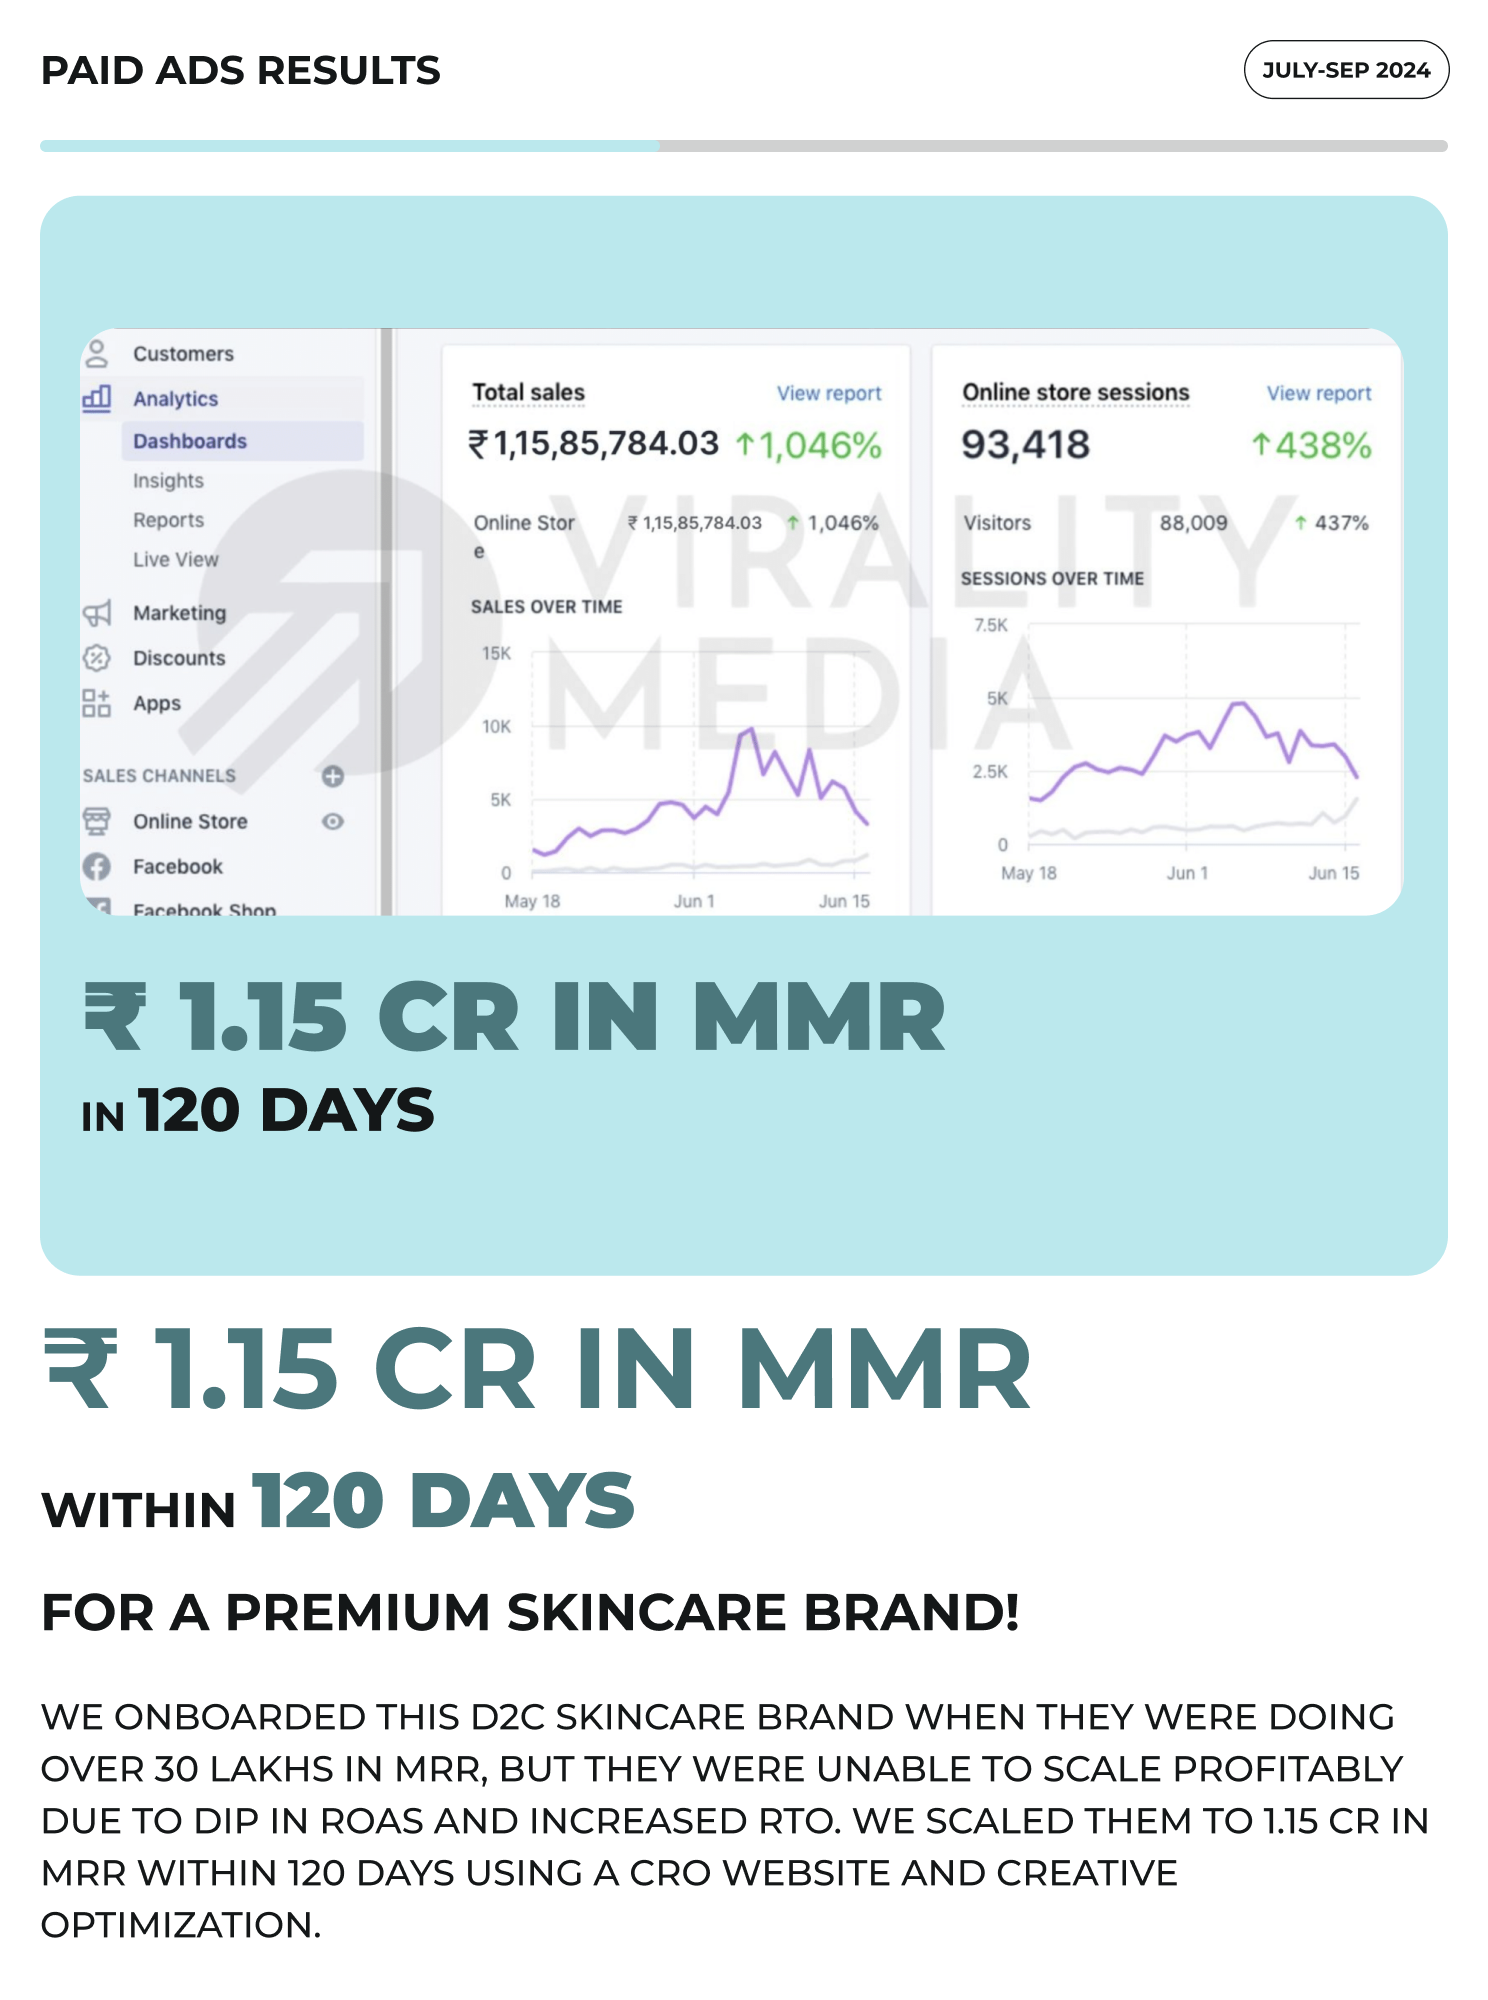 PAID ADS RESULTS
JULY-SEP 2024
Customers
Analytics
Dashboards
Insights
Reports
Live View
Marketing
Discounts
Apps
SALES CHANNELS
Online Store
Facebook
Facebook Shop
Total sales View report
₹1,15,85,784.03 ↑1,046%
Online Stor ₹ 1,15,85,784.03 ↑ 1,046%
e
SALES OVER TIME
15K
10K
5K
0
May 18 Jun 1 Jun 15
Online store sessions View report
93,418 ↑438%
Visitors 88,009 ↑ 437%
SESSIONS OVER TIME
7.5K
5K
2.5K
0
May 18 Jun 1 Jun 15
VIRALITY
MEDIA
₹ 1.15 CR IN MMR
IN 120 DAYS
₹ 1.15 CR IN MMR
WITHIN 120 DAYS
FOR A PREMIUM SKINCARE BRAND!
WE ONBOARDED THIS D2C SKINCARE BRAND WHEN THEY WERE DOING
OVER 30 LAKHS IN MRR, BUT THEY WERE UNABLE TO SCALE PROFITABLY
DUE TO DIP IN ROAS AND INCREASED RTO. WE SCALED THEM TO 1.15 CR IN
MRR WITHIN 120 DAYS USING A CRO WEBSITE AND CREATIVE
OPTIMIZATION.